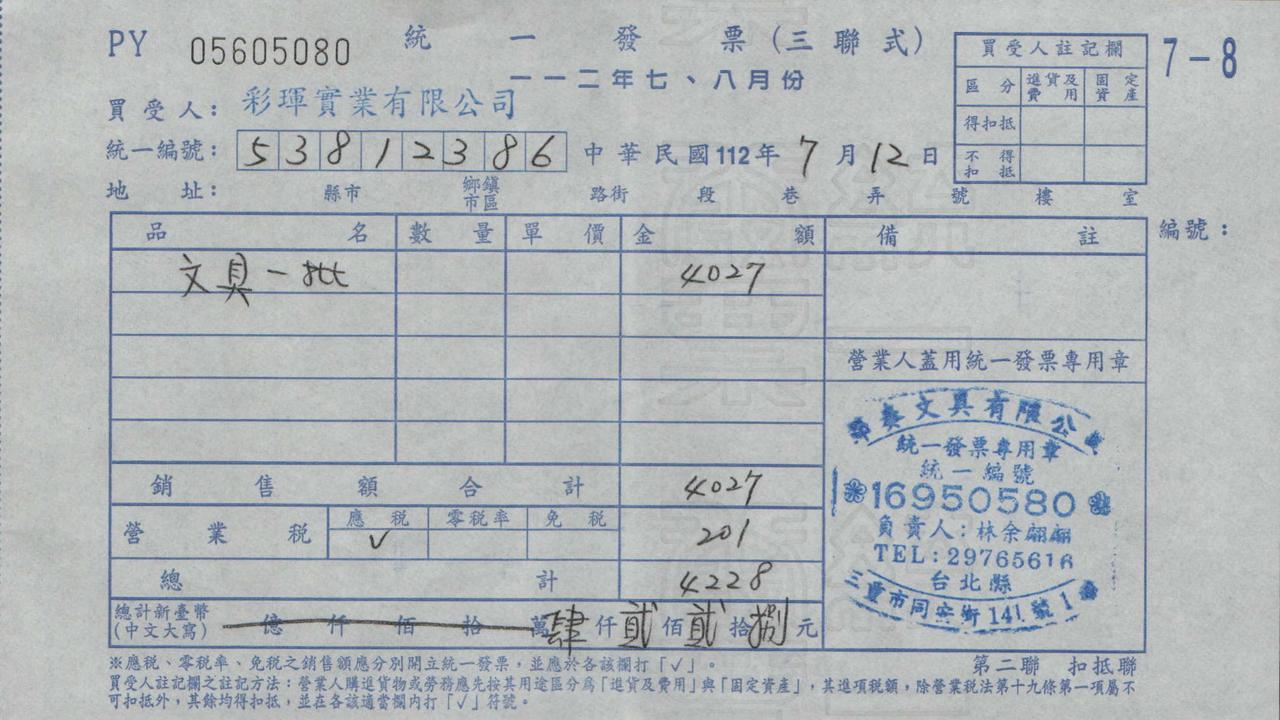 PY 05605080 統一發票(三聯式)
一一二年七、八月份
7-8
買受人註記欄
區分 進貨及費用 固定資產
得扣抵
不得扣抵
買受人：彩琿實業有限公司
統一編號：53812386 中華民國112年7月12日
地址： 縣市 鄉鎮市區 路街 段 巷 弄 號 樓 室
編號：
品名 數量 單價 金額 備註
文具一批 4027
營業人蓋用統一發票專用章
文具有限公
統一發票專用章
統一編號
16950580
負責人：林余翩翩
TEL：29765616
台北縣
三重市同安街141號1
銷售額合計 4027
營業稅 應稅 零稅率 免稅 201
✓
總計 4228
總計新臺幣(中文大寫) 億仟佰拾萬肆仟貳佰貳拾捌元
※應稅、零稅率、免稅之銷售額應分別開立統一發票，並應於各該欄打「✓」。
第二聯 扣抵聯
買受人註記欄之註記方法：營業人購進貨物或勞務應先按其用途區分為「進貨及費用」與「固定資產」，其進項稅額，除營業稅法第十九條第一項屬不
可扣抵外，其餘均得扣抵，並在各該適當欄內打「✓」符號。